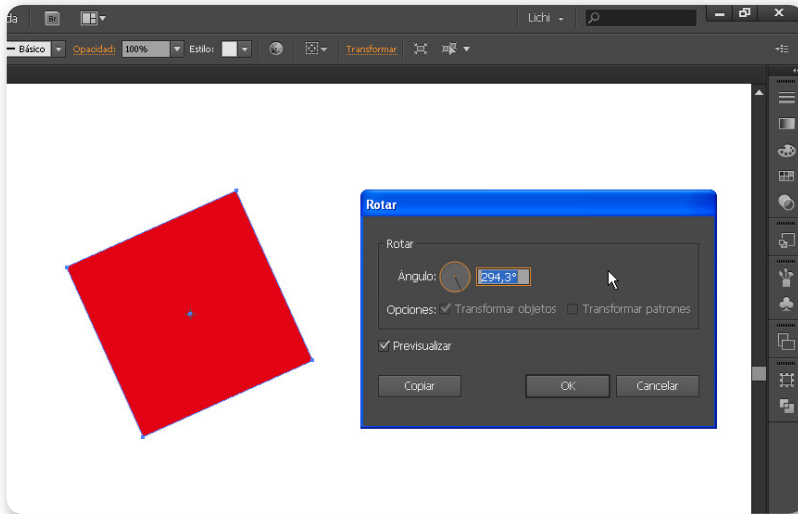 da Br Lichi
Básico Opacidad: 100% Estilo: Transformar
Rotar
Rotar
Ángulo: 294,3°
Opciones: Transformar objetos Transformar patrones
Previsualizar
Copiar OK Cancelar